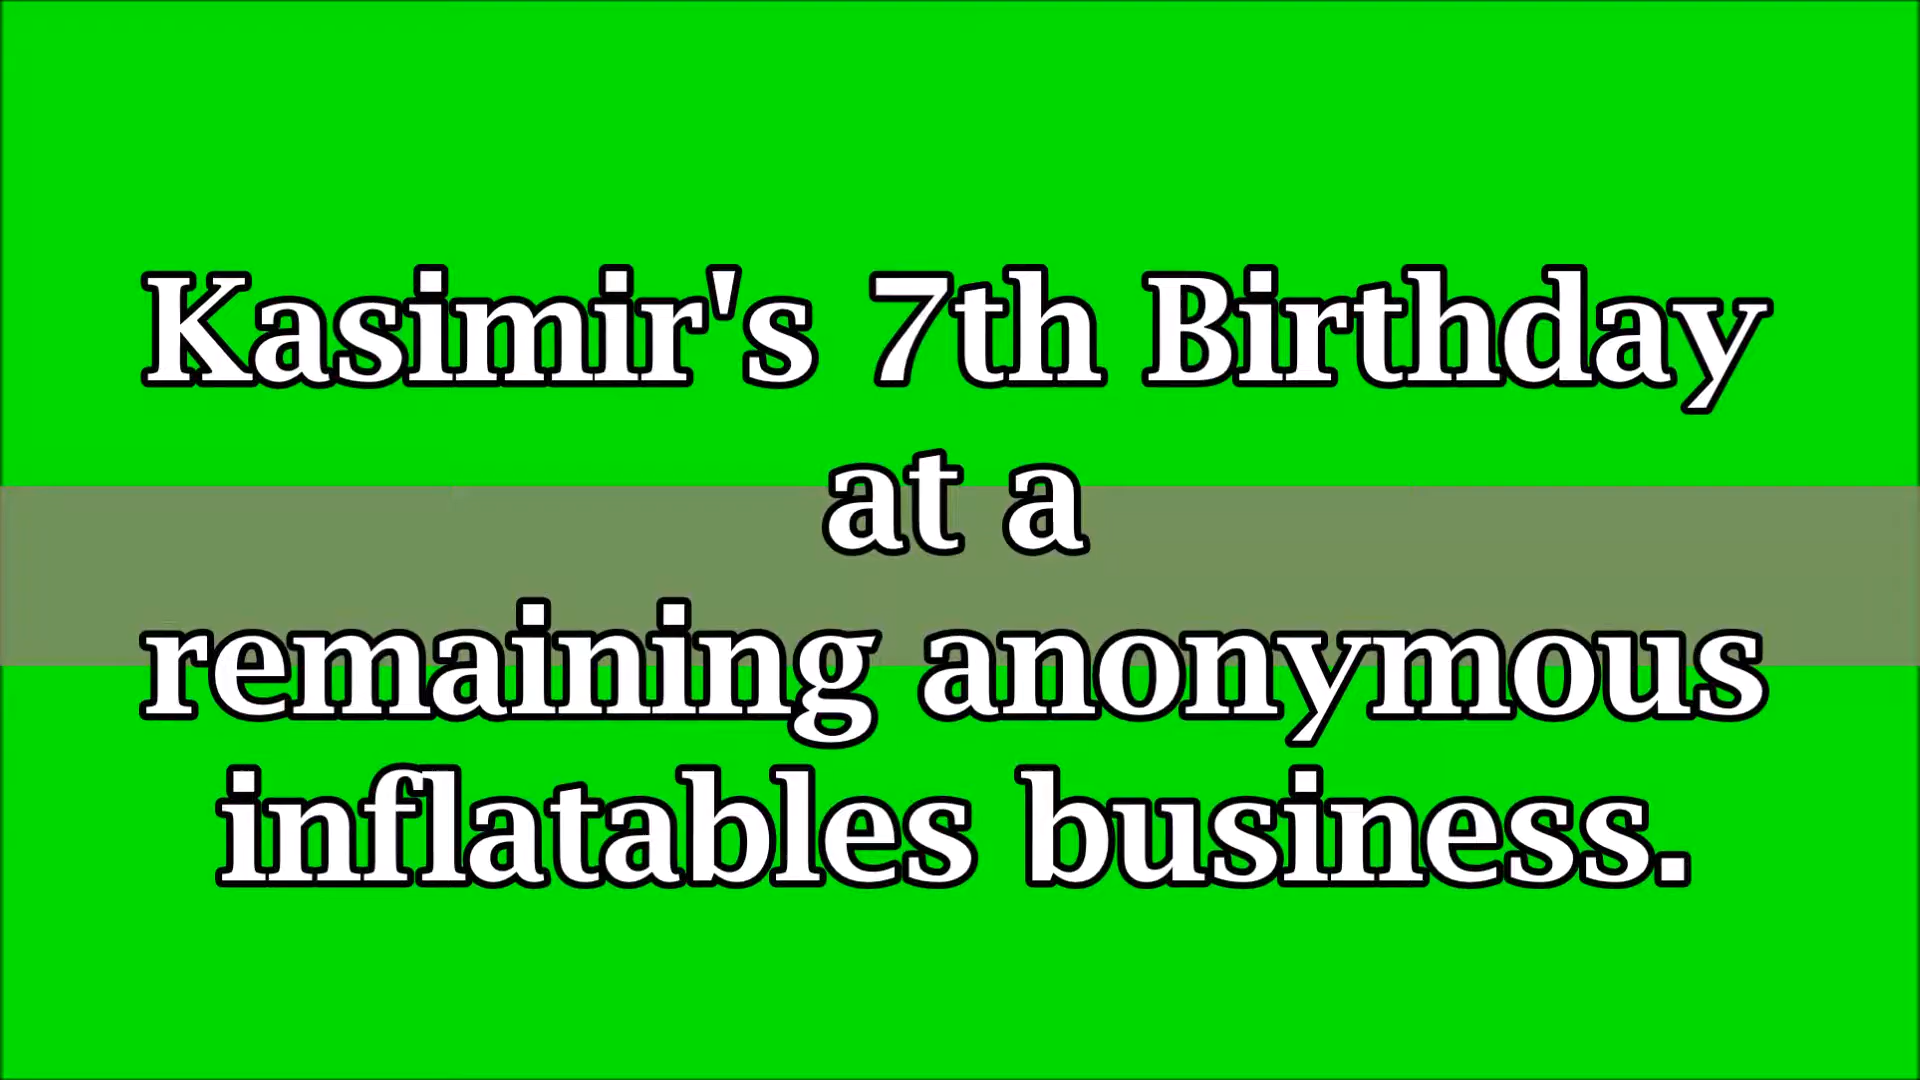 Kasimir's 7th Birthday
at a
remaining anonymous
inflatables business.